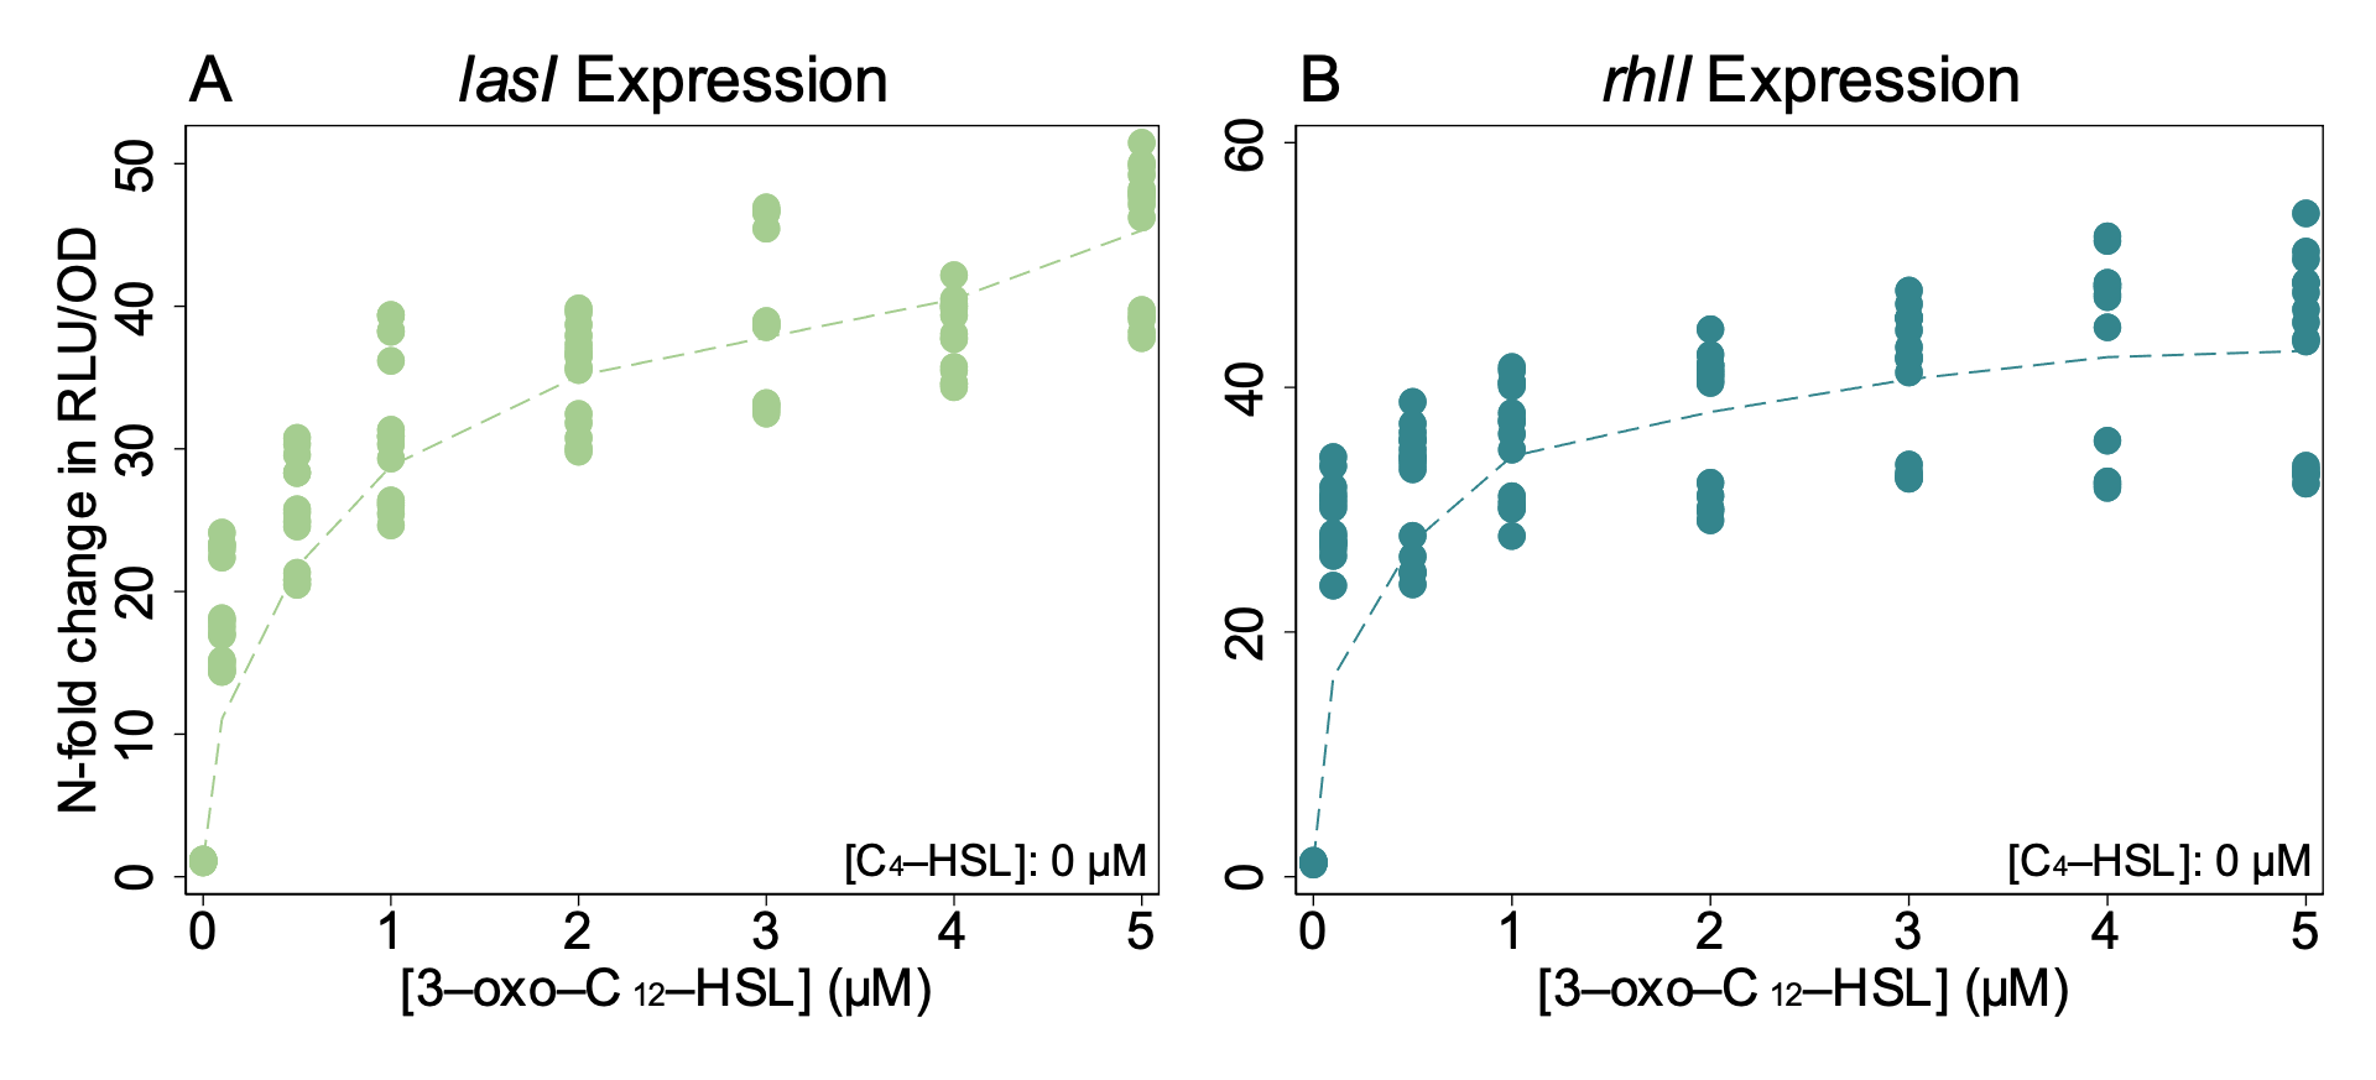 A lasI Expression
N-fold change in RLU/OD
50
40
30
20
10
0
[C4–HSL]: 0 µM
0 1 2 3 4 5
[3–oxo–C 12–HSL] (µM)
B rhlI Expression
60
40
20
0
[C4–HSL]: 0 µM
0 1 2 3 4 5
[3–oxo–C 12–HSL] (µM)